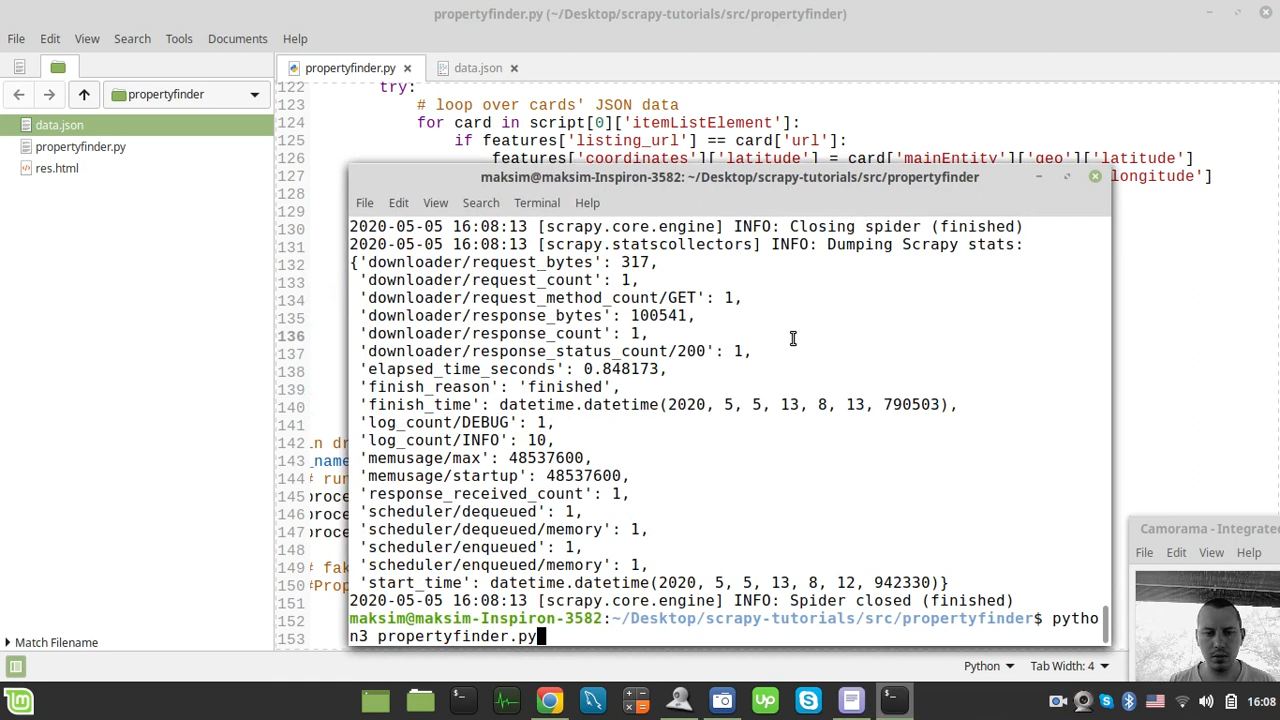 propertyfinder.py (~/Desktop/scrapy-tutorials/src/propertyfinder)
File Edit View Search Tools Documents Help
propertyfinder.py data.json
propertyfinder
data.json
propertyfinder.py
res.html
Match Filename
122 try:
123 # loop over cards' JSON data
124 for card in script[0]['itemListElement']:
125 if features['listing_url'] == card['url']:
126 features['coordinates']['latitude'] = card['mainEntity']['geo']['latitude']
127 longitude']
128
129
130
131
132
133
134
135
136
137
138
139
140
141
142 n dr
143 _name
144 # run
145 proce
146 proce
147 proce
148
149 # fak
150 #Prop
151
152
153
maksim@maksim-Inspiron-3582: ~/Desktop/scrapy-tutorials/src/propertyfinder
File Edit View Search Terminal Help
2020-05-05 16:08:13 [scrapy.core.engine] INFO: Closing spider (finished)
2020-05-05 16:08:13 [scrapy.statscollectors] INFO: Dumping Scrapy stats:
{'downloader/request_bytes': 317,
'downloader/request_count': 1,
'downloader/request_method_count/GET': 1,
'downloader/response_bytes': 100541,
'downloader/response_count': 1,
'downloader/response_status_count/200': 1,
'elapsed_time_seconds': 0.848173,
'finish_reason': 'finished',
'finish_time': datetime.datetime(2020, 5, 5, 13, 8, 13, 790503),
'log_count/DEBUG': 1,
'log_count/INFO': 10,
'memusage/max': 48537600,
'memusage/startup': 48537600,
'response_received_count': 1,
'scheduler/dequeued': 1,
'scheduler/dequeued/memory': 1,
'scheduler/enqueued': 1,
'scheduler/enqueued/memory': 1,
'start_time': datetime.datetime(2020, 5, 5, 13, 8, 12, 942330)}
2020-05-05 16:08:13 [scrapy.core.engine] INFO: Spider closed (finished)
maksim@maksim-Inspiron-3582:~/Desktop/scrapy-tutorials/src/propertyfinder$ pytho
n3 propertyfinder.py
Camorama - Integrate
File Edit View Help
Python Tab Width: 4
16:08